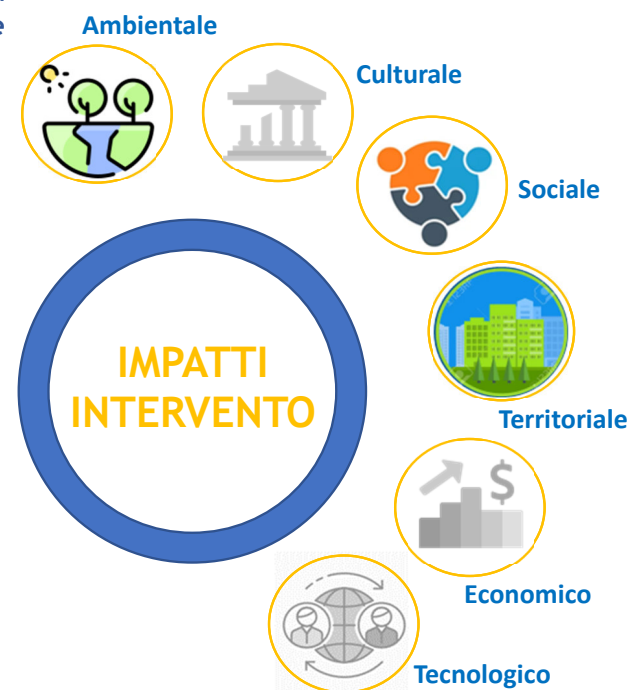 e
Ambientale
Culturale
Sociale
IMPATTI
INTERVENTO
Territoriale
$
Economico
Tecnologico